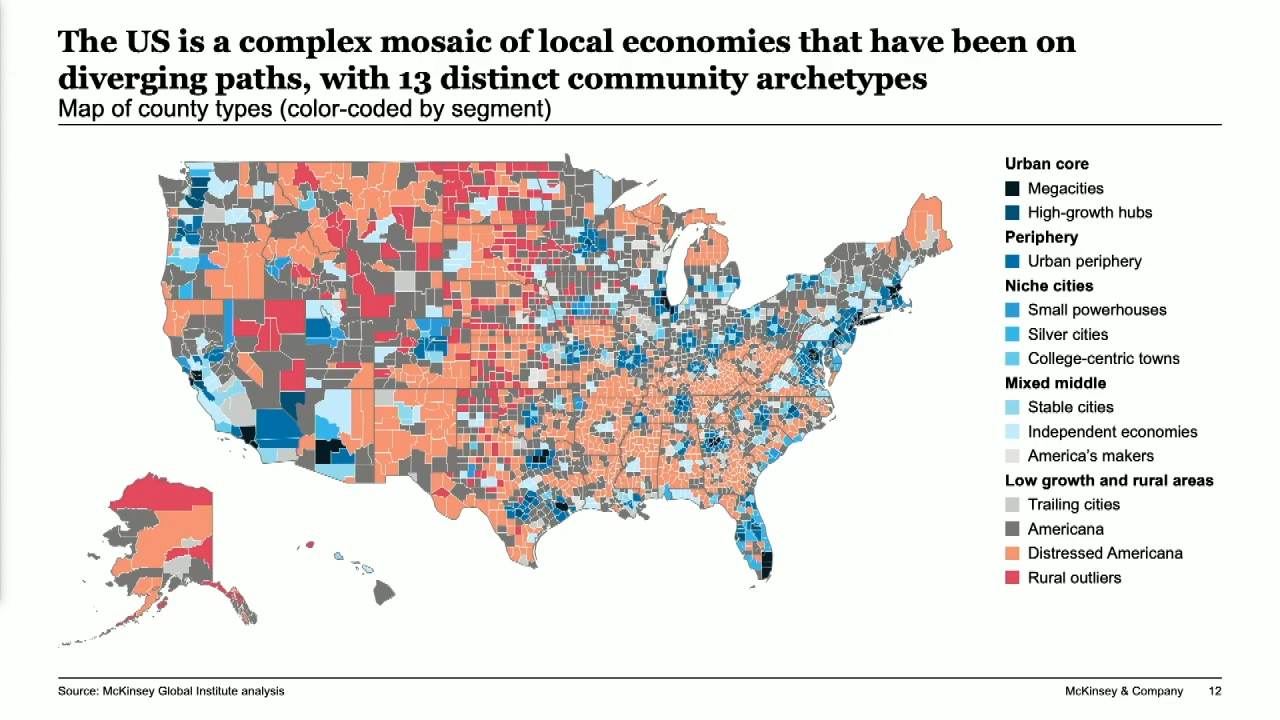 The US is a complex mosaic of local economies that have been on
diverging paths, with 13 distinct community archetypes
Map of county types (color-coded by segment)
Urban core
Megacities
High-growth hubs
Periphery
Urban periphery
Niche cities
Small powerhouses
Silver cities
College-centric towns
Mixed middle
Stable cities
Independent economies
America's makers
Low growth and rural areas
Trailing cities
Americana
Distressed Americana
Rural outliers
Source: McKinsey Global Institute analysis
McKinsey & Company 12